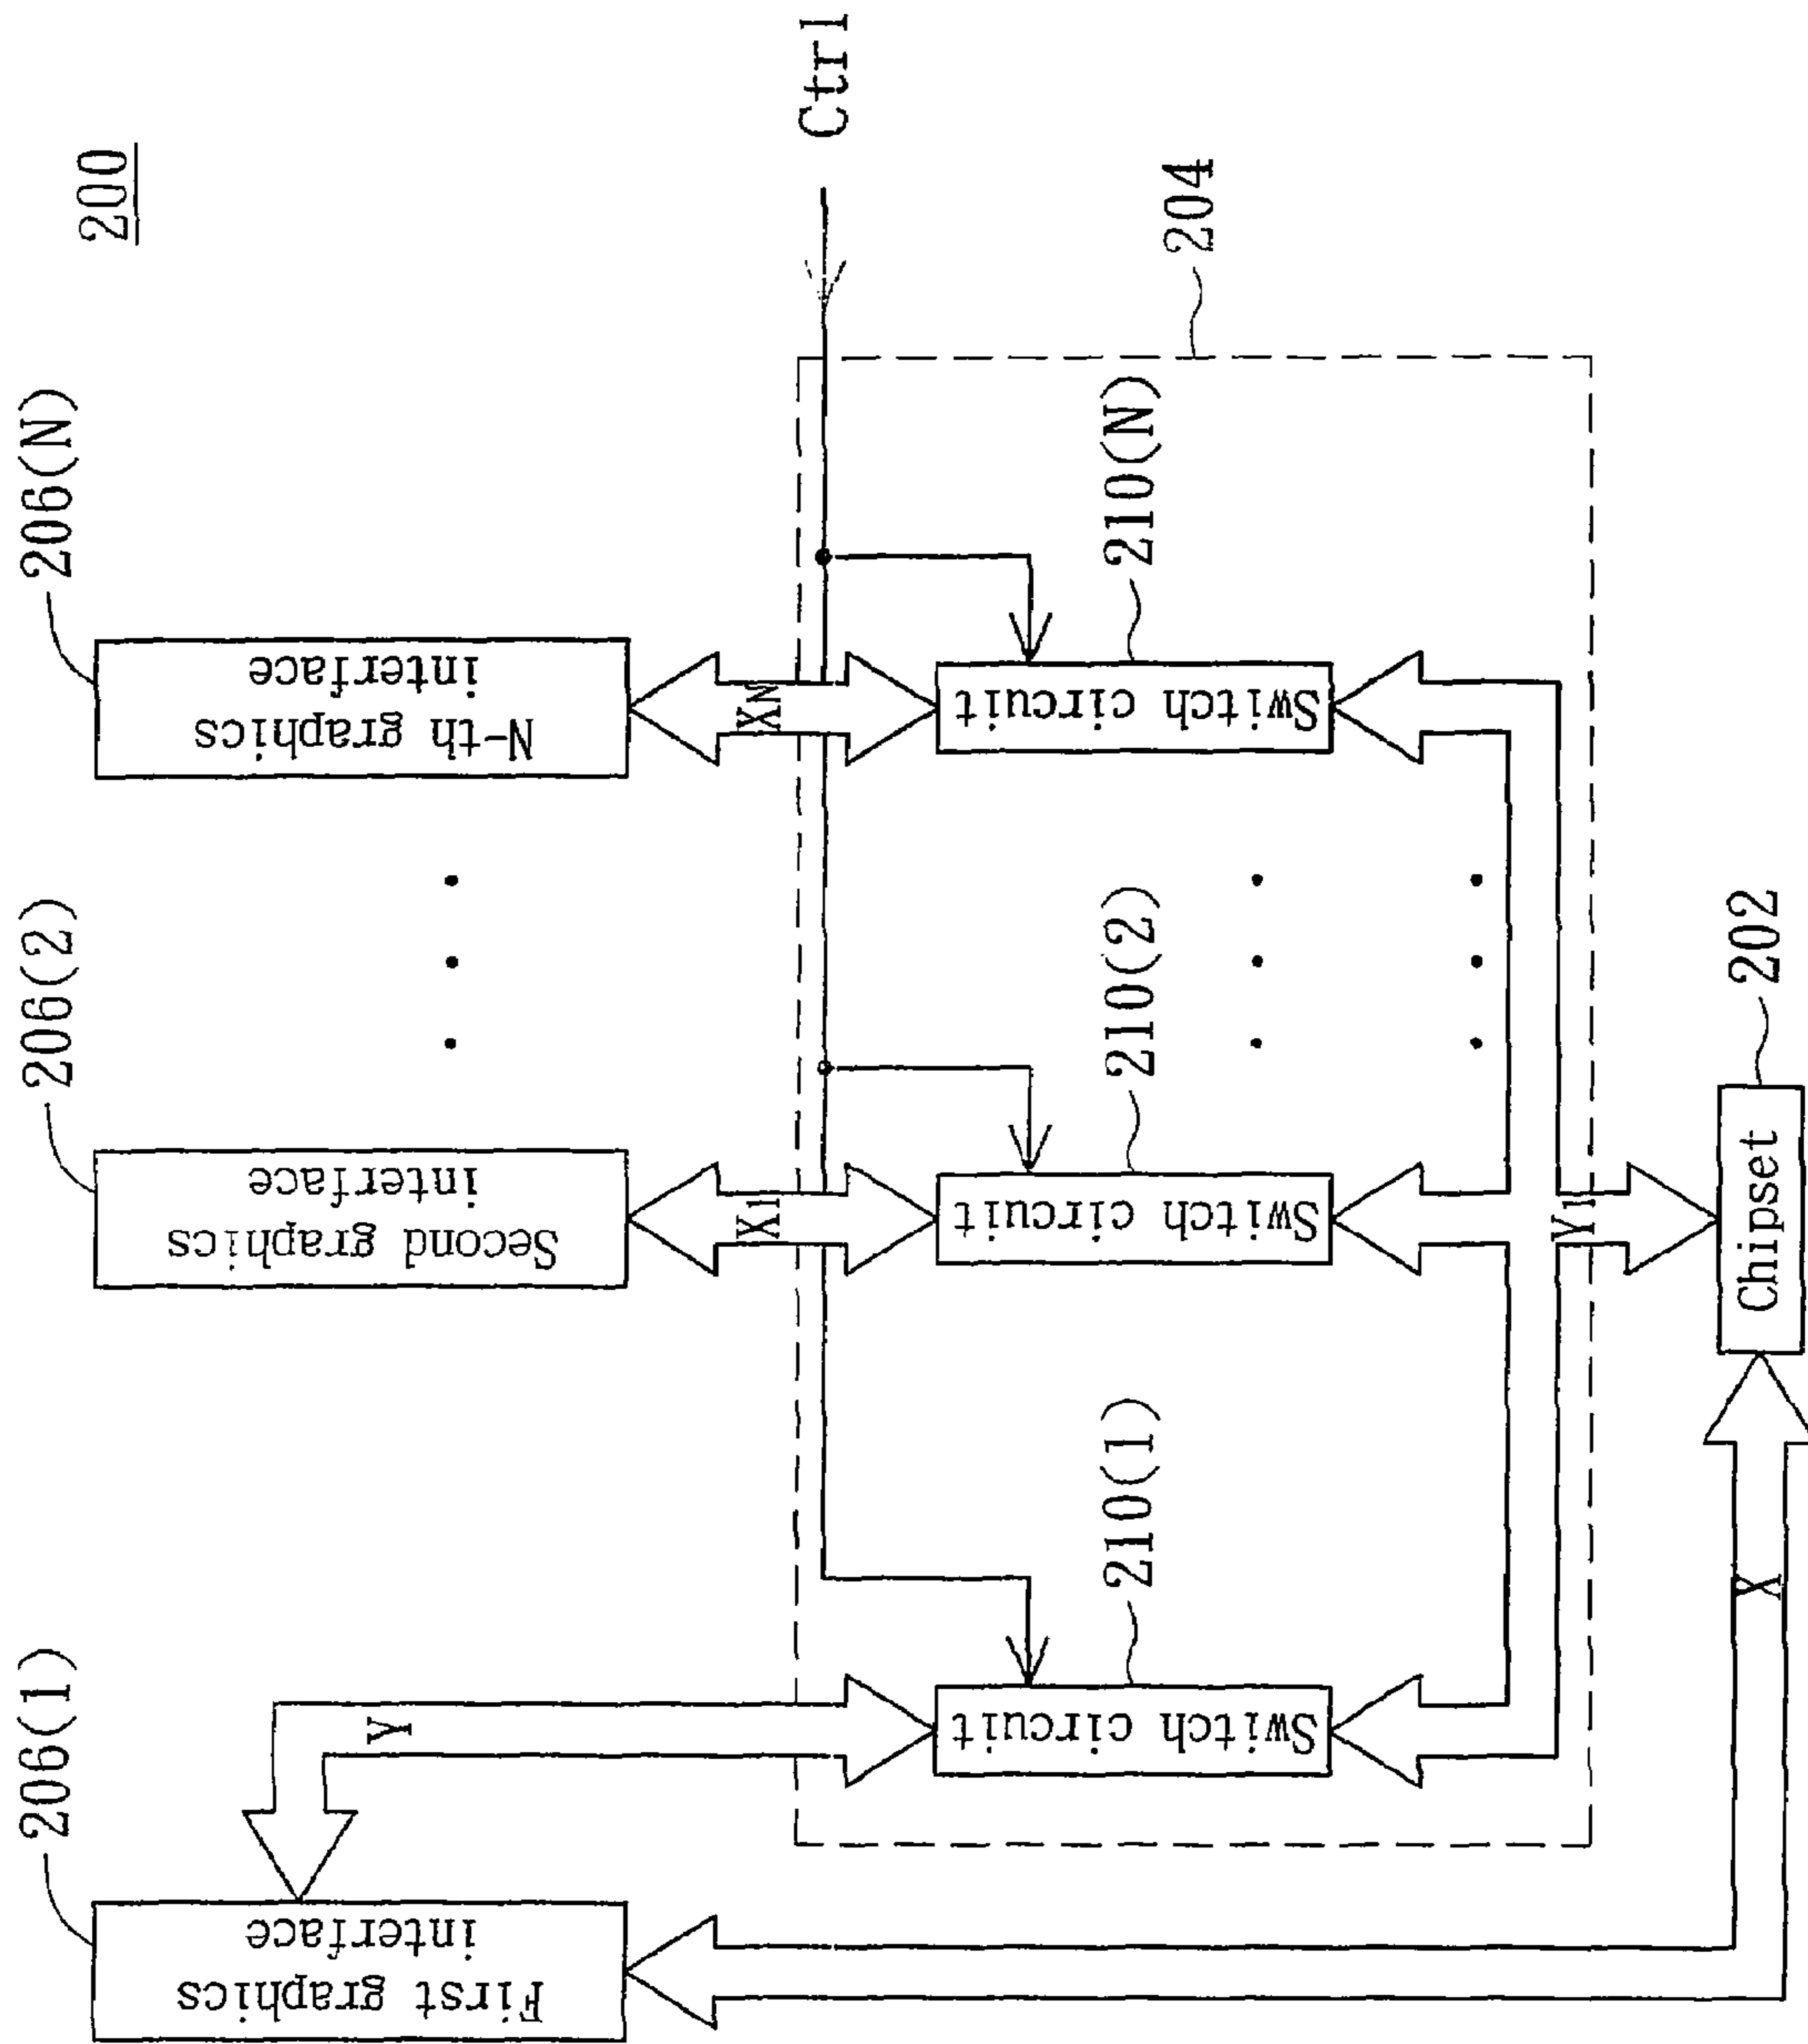 200
206(1)
206(2)
206(N)
First graphics
interface
Second graphics
interface
N-th graphics
interface
Y
X1
XN
Ctrl
Switch circuit
Switch circuit
Switch circuit
210(1)
210(2)
210(N)
204
Y1
X
Chipset
202